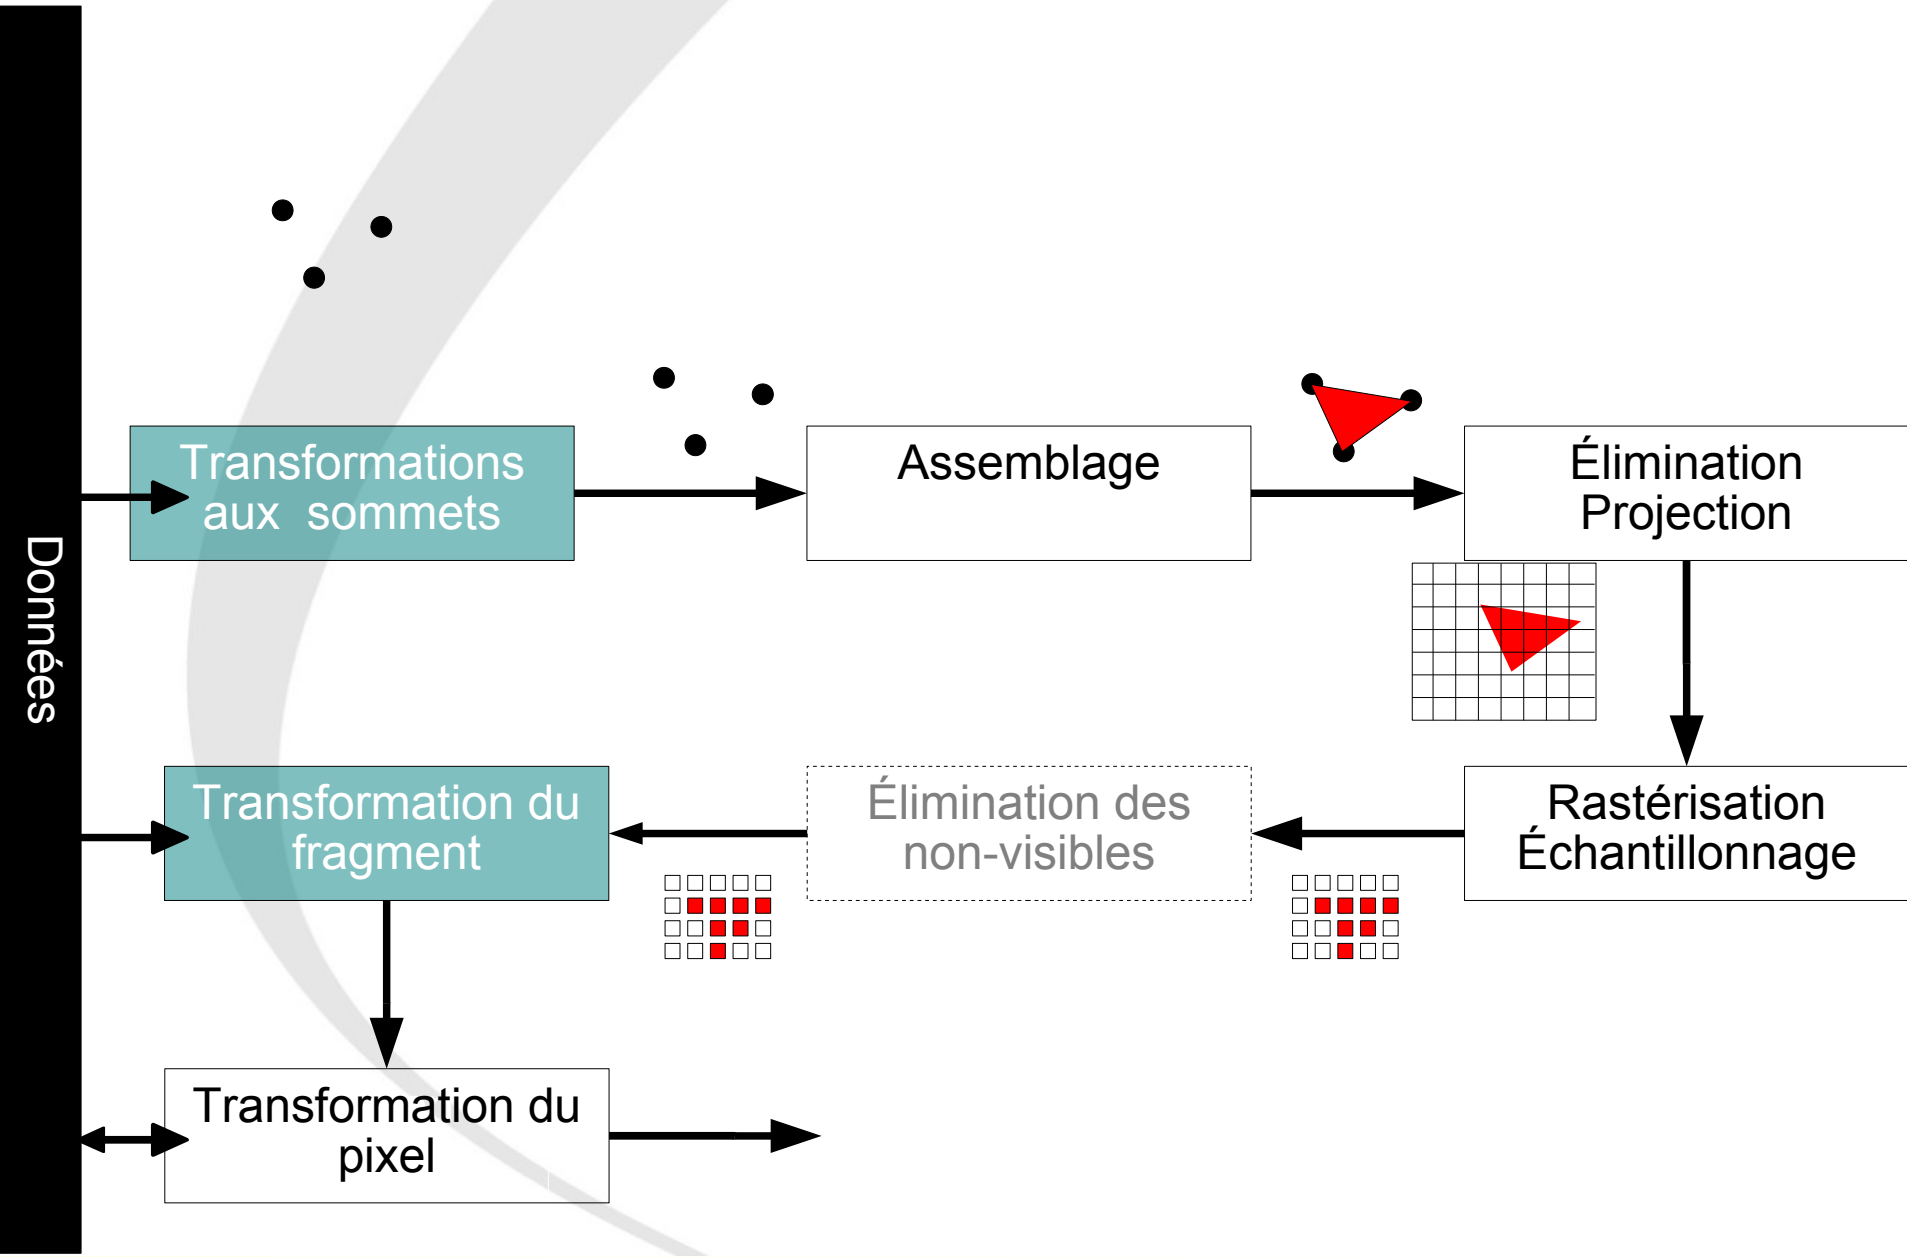 Données
Transformations
aux sommets
Assemblage
Élimination
Projection
Transformation du
fragment
Élimination des
non-visibles
Rastérisation
Échantillonnage
Transformation du
pixel